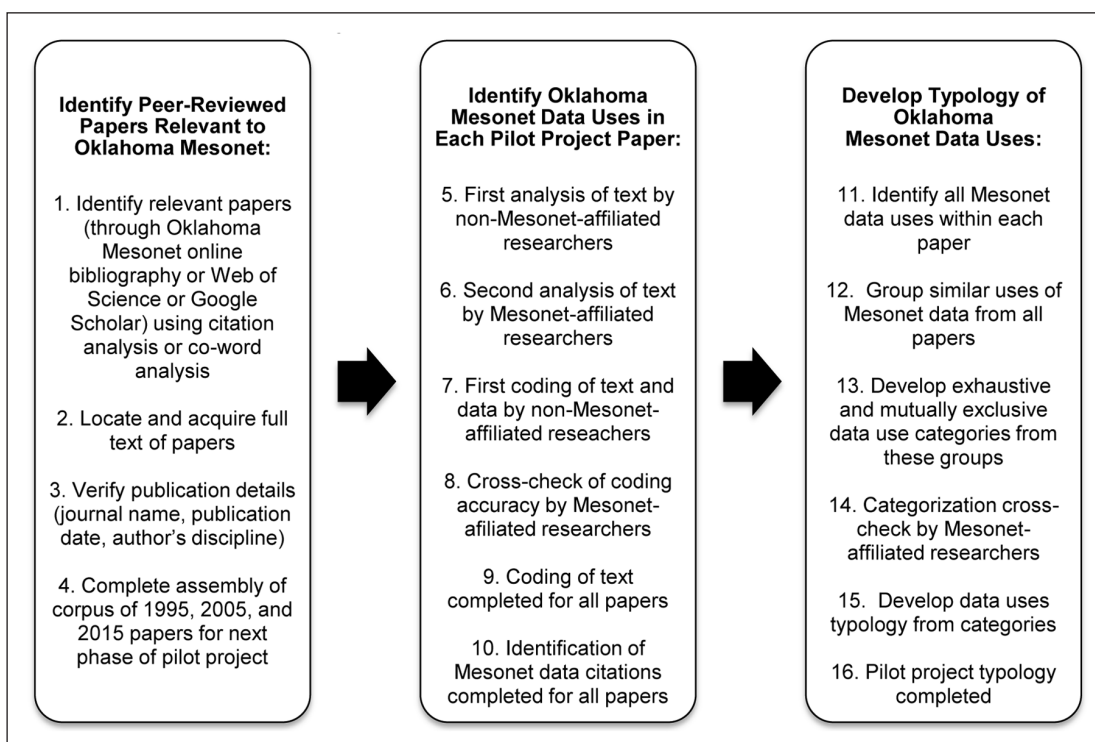 Identify Peer-Reviewed
Papers Relevant to
Oklahoma Mesonet:
1. Identify relevant papers
(through Oklahoma
Mesonet online
bibliography or Web of
Science or Google
Scholar) using citation
analysis or co-word
analysis
2. Locate and acquire full
text of papers
3. Verify publication details
(journal name, publication
date, author's discipline)
4. Complete assembly of
corpus of 1995, 2005, and
2015 papers for next
phase of pilot project
Identify Oklahoma
Mesonet Data Uses in
Each Pilot Project Paper:
5. First analysis of text by
non-Mesonet-affiliated
researchers
6. Second analysis of text
by Mesonet-affiliated
researchers
7. First coding of text and
data by non-Mesonet-
affiliated reseachers
8. Cross-check of coding
accuracy by Mesonet-
afiliated researchers
9. Coding of text
completed for all papers
10. Identification of
Mesonet data citations
completed for all papers
Develop Typology of
Oklahoma
Mesonet Data Uses:
11. Identify all Mesonet
data uses within each
paper
12. Group similar uses of
Mesonet data from all
papers
13. Develop exhaustive
and mutually exclusive
data use categories from
these groups
14. Categorization cross-
check by Mesonet-
affiliated researchers
15. Develop data uses
typology from categories
16. Pilot project typology
completed